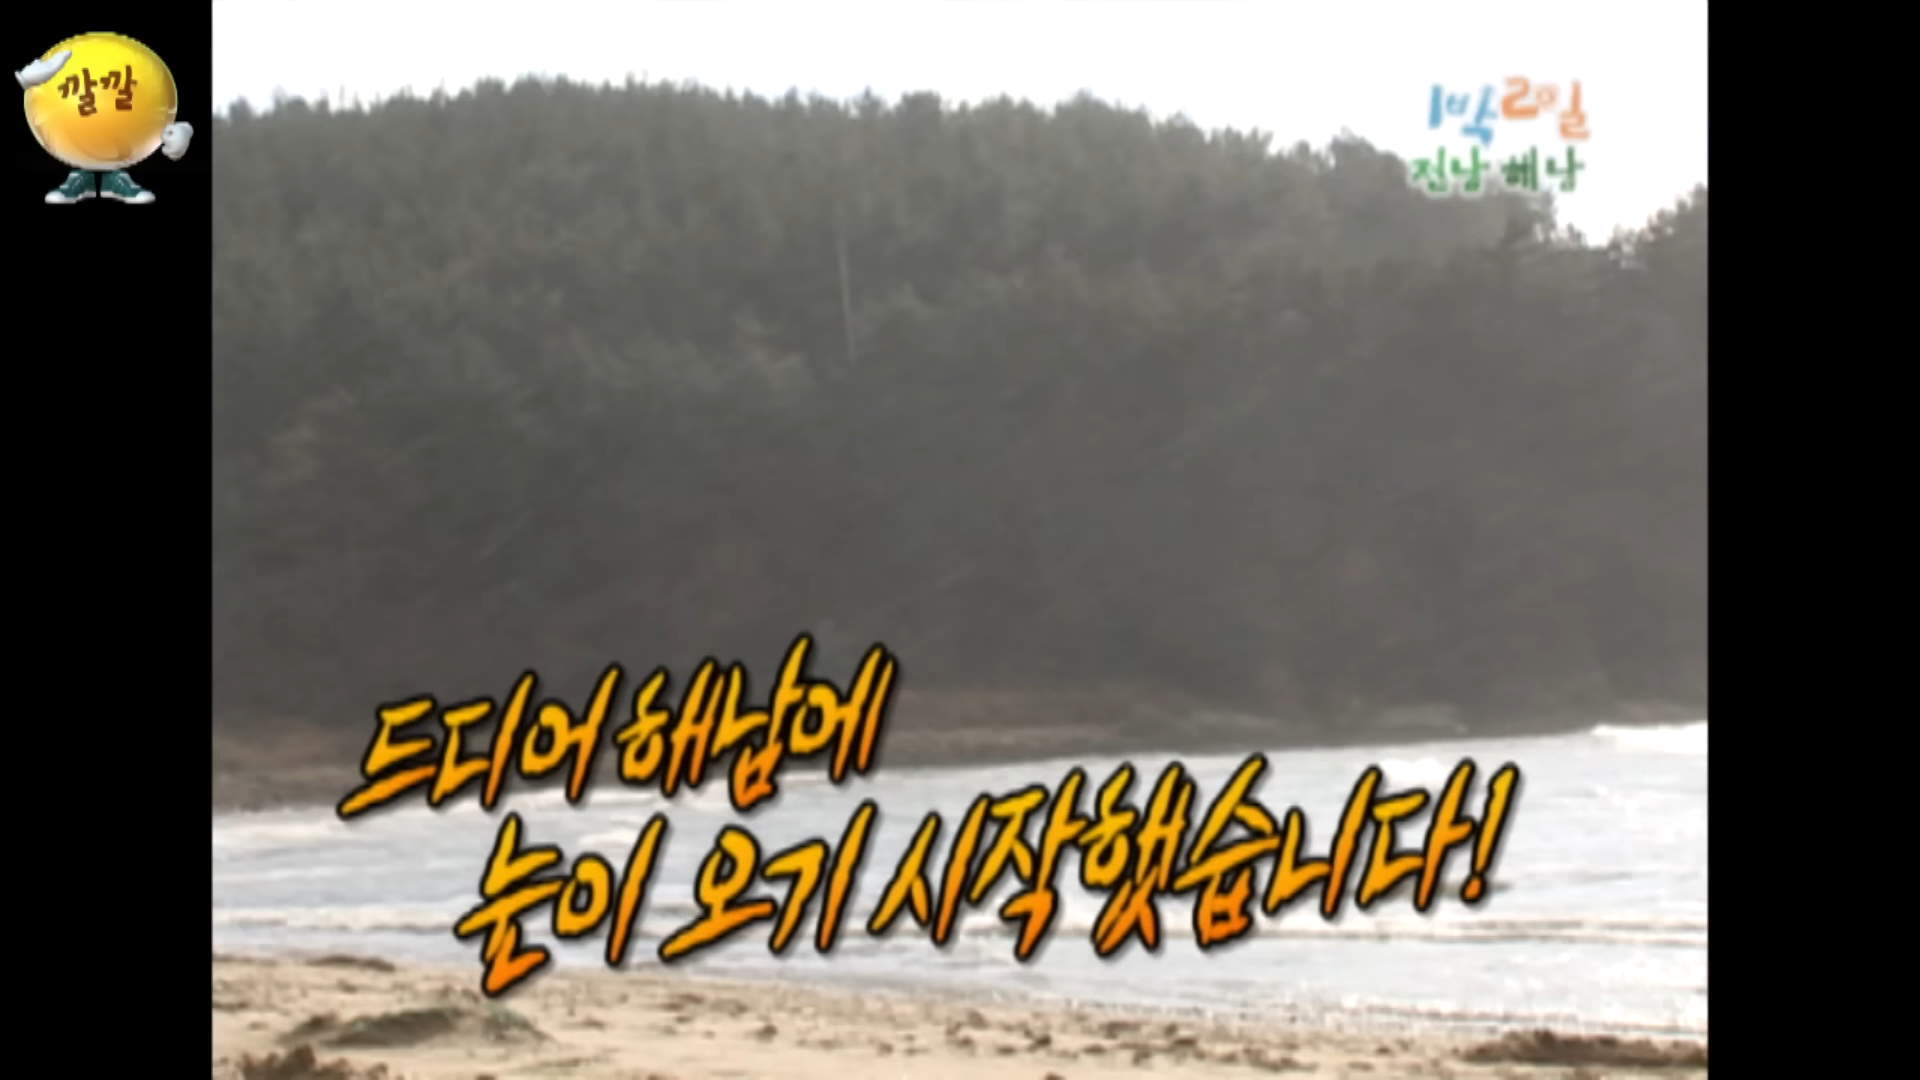 깔깔
1박2일
전남 해남
드디어 해남에
눈이 오기 시작했습니다!